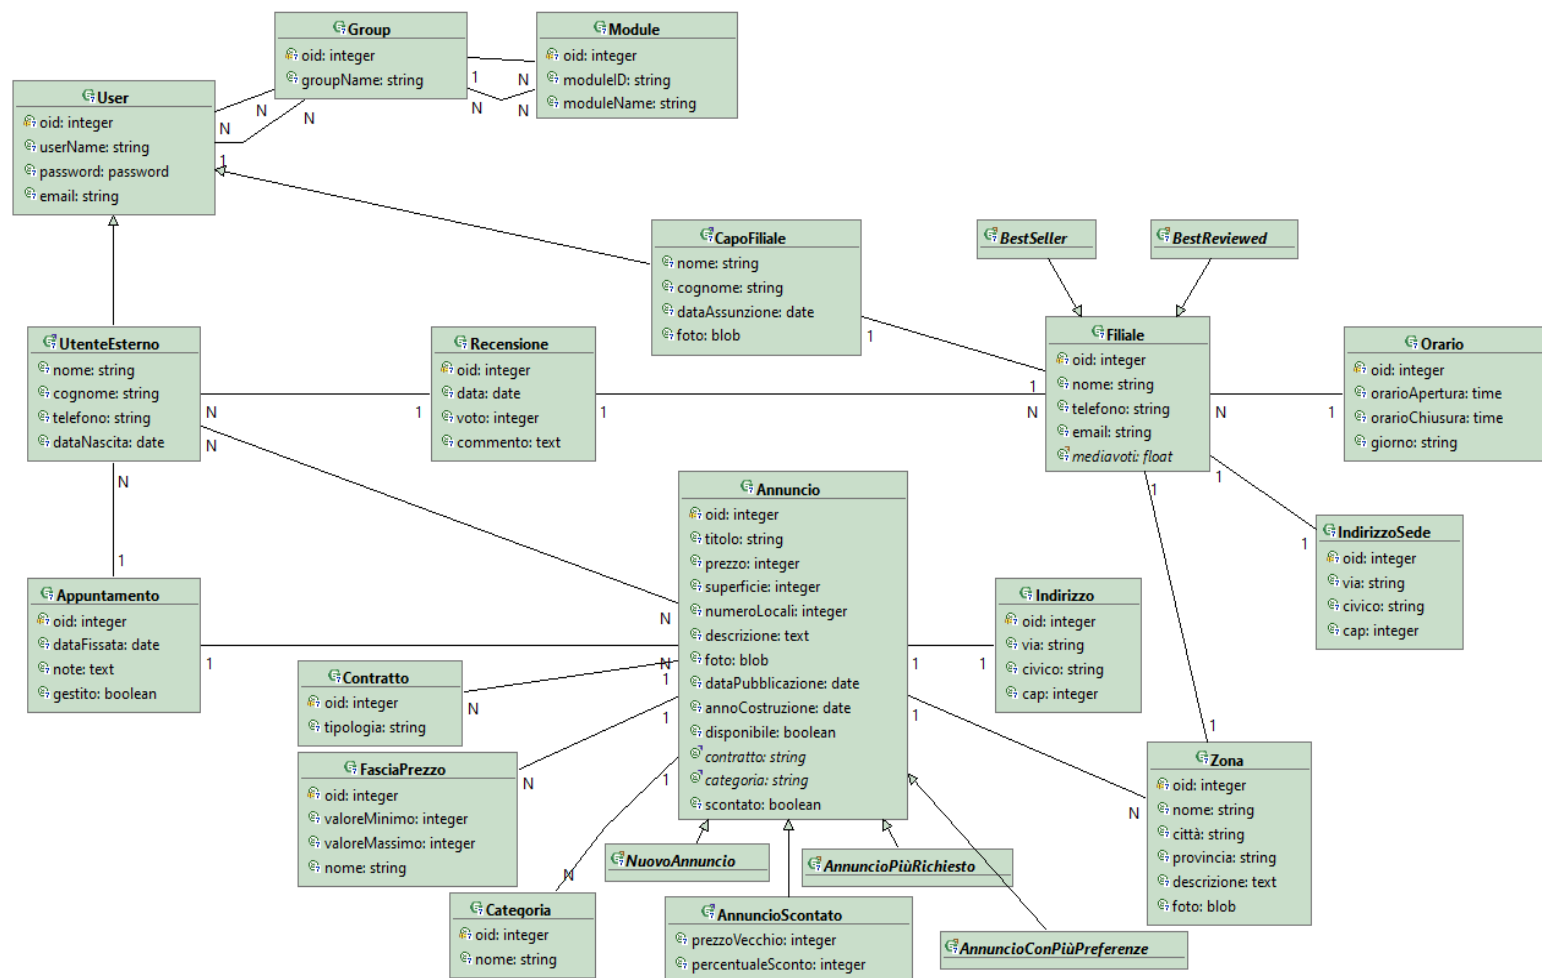 Group
oid: integer
groupName: string
Module
oid: integer
moduleID: string
moduleName: string
1
N
N
N
User
oid: integer
userName: string
password: password
email: string
N
N
N
1
CapoFiliale
nome: string
cognome: string
dataAssunzione: date
foto: blob
1
1
BestSeller
BestReviewed
UtenteEsterno
nome: string
cognome: string
telefono: string
dataNascita: date
N
1
N
N
Recensione
oid: integer
data: date
voto: integer
commento: text
1
N
Filiale
oid: integer
nome: string
telefono: string
email: string
mediavoti: float
N
1
1
1
Orario
oid: integer
orarioApertura: time
orarioChiusura: time
giorno: string
Annuncio
oid: integer
titolo: string
prezzo: integer
superficie: integer
numeroLocali: integer
descrizione: text
foto: blob
dataPubblicazione: date
annoCostruzione: date
disponibile: boolean
contratto: string
categoria: string
scontato: boolean
N
N
1
1
1
1
1
IndirizzoSede
oid: integer
via: string
civico: string
cap: integer
1
Appuntamento
oid: integer
dataFissata: date
note: text
gestito: boolean
1
1
Indirizzo
oid: integer
via: string
civico: string
cap: integer
1
Contratto
oid: integer
tipologia: string
N
FasciaPrezzo
oid: integer
valoreMinimo: integer
valoreMassimo: integer
nome: string
N
Zona
oid: integer
nome: string
città: string
provincia: string
descrizione: text
foto: blob
1
N
NuovoAnnuncio
AnnuncioPiùRichiesto
Categoria
oid: integer
nome: string
N
AnnuncioScontato
prezzoVecchio: integer
percentualeSconto: integer
AnnuncioConPiùPreferenze